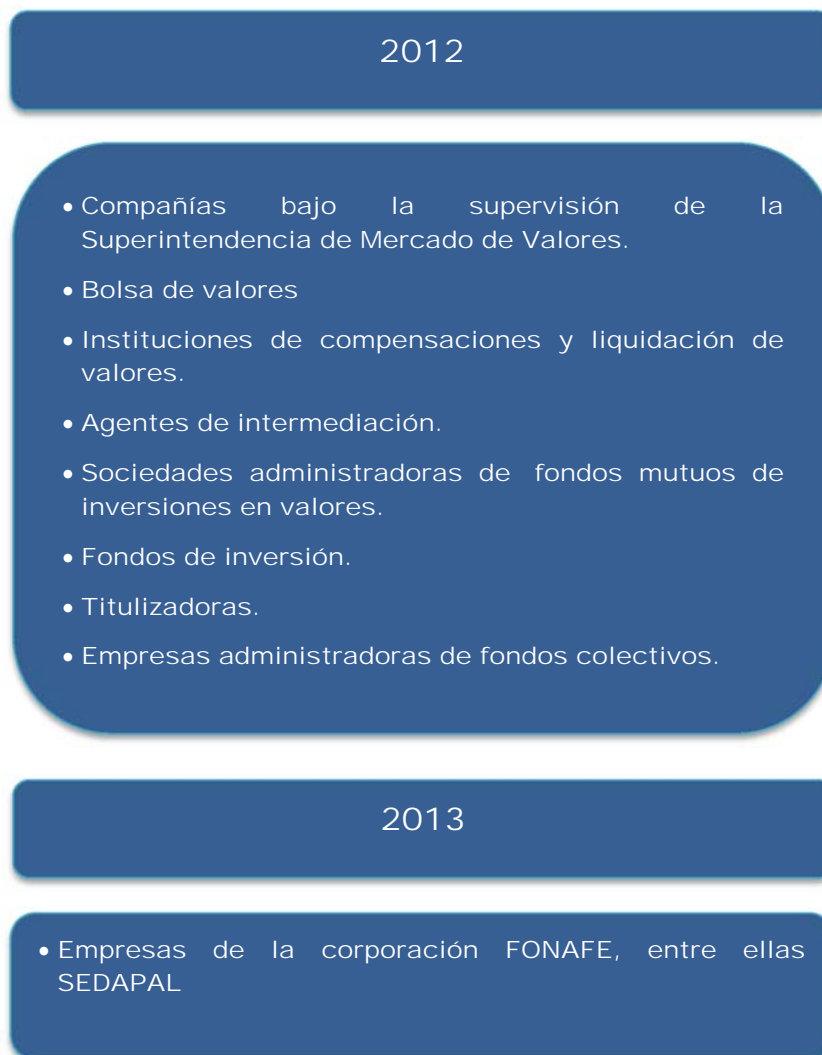 2012
• Compañías bajo la supervisión de la
Superintendencia de Mercado de Valores.
• Bolsa de valores
• Instituciones de compensaciones y liquidación de
valores.
• Agentes de intermediación.
• Sociedades administradoras de fondos mutuos de
inversiones en valores.
• Fondos de inversión.
• Titulizadoras.
• Empresas administradoras de fondos colectivos.
2013
• Empresas de la corporación FONAFE, entre ellas
SEDAPAL